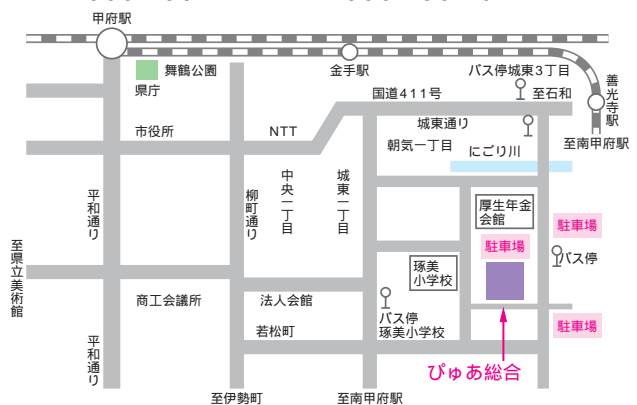 甲府駅
舞鶴公園
県庁
金手駅
バス停城東3丁目
善光寺駅
国道411号
至石和
市役所
NTT
城東通り
朝気一丁目
にごり川
至南甲府駅
平和通り
柳町通り
中央一丁目
城東一丁目
厚生年金
会館
駐車場
駐車場
バス停
至県立美術館
琢美
小学校
商工会議所
法人会館
バス停
琢美小学校
駐車場
若松町
平和通り
ぴゅあ総合
至伊勢町
至南甲府駅